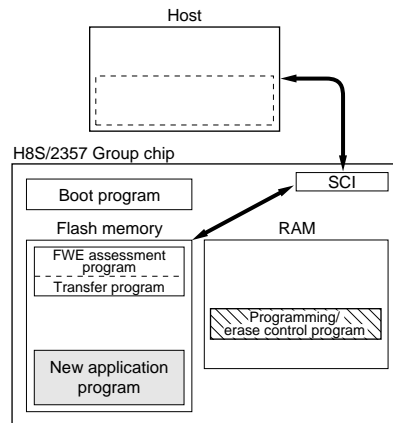 Host
H8S/2357 Group chip
SCI
Boot program
Flash memory
RAM
FWE assessment
program
Transfer program
Programming/
erase control program
New application
program